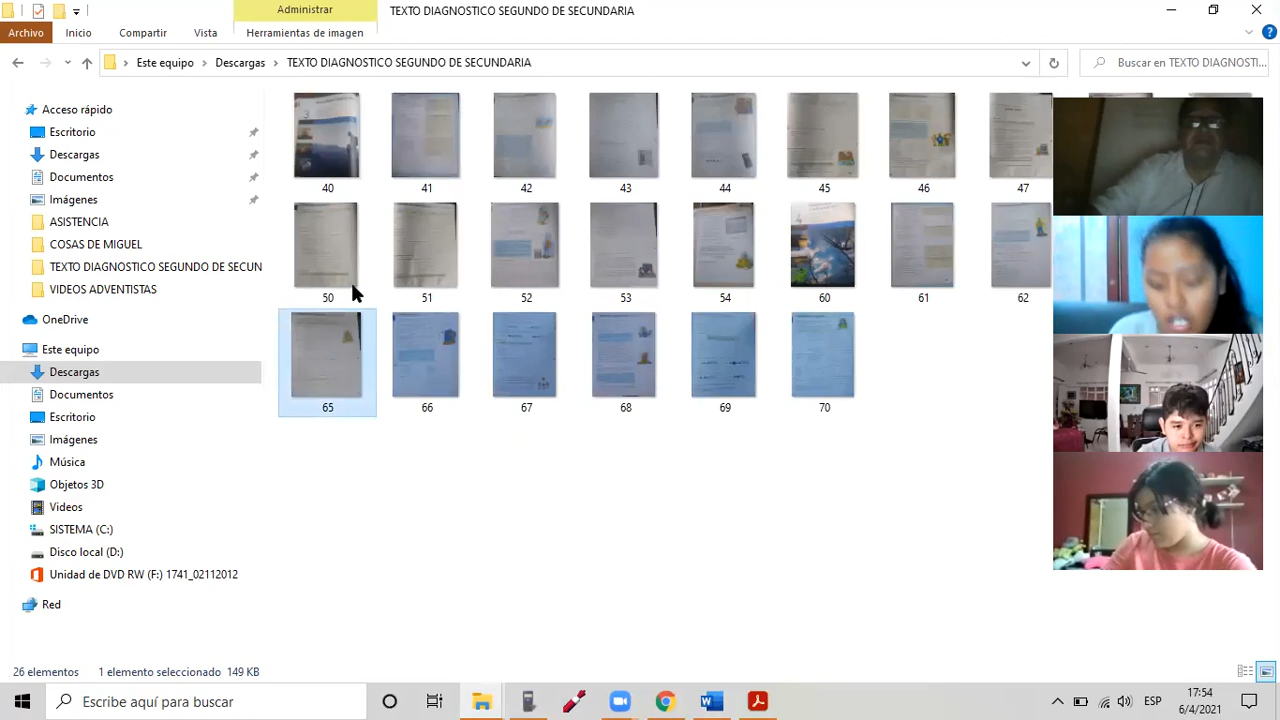 Administrar
TEXTO DIAGNOSTICO SEGUNDO DE SECUNDARIA
Archivo
Inicio
Compartir
Vista
Herramientas de imagen
Este equipo
Descargas
TEXTO DIAGNOSTICO SEGUNDO DE SECUNDARIA
Buscar en TEXTO DIAGNOSTI...
Acceso rápido
Escritorio
Descargas
Documentos
Imágenes
ASISTENCIA
COSAS DE MIGUEL
TEXTO DIAGNOSTICO SEGUNDO DE SECUN
VIDEOS ADVENTISTAS
OneDrive
Este equipo
Descargas
Documentos
Escritorio
Imágenes
Música
Objetos 3D
Videos
SISTEMA (C:)
Disco local (D:)
Unidad de DVD RW (F:) 1741_02112012
Red
40 41 42 43 44 45 46 47
50 51 52 53 54 60 61 62
65 66 67 68 69 70
26 elementos
1 elemento seleccionado 149 KB
Escribe aquí para buscar
ESP
17:54
6/4/2021